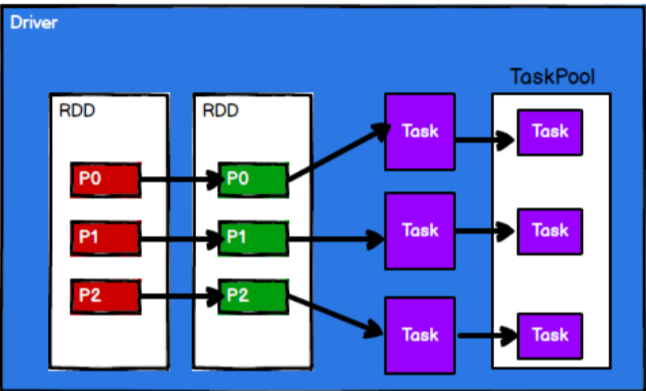 Driver
TaskPool
RDD
RDD
Task
Task
P0
P0
P1
P1
Task
Task
P2
P2
Task
Task